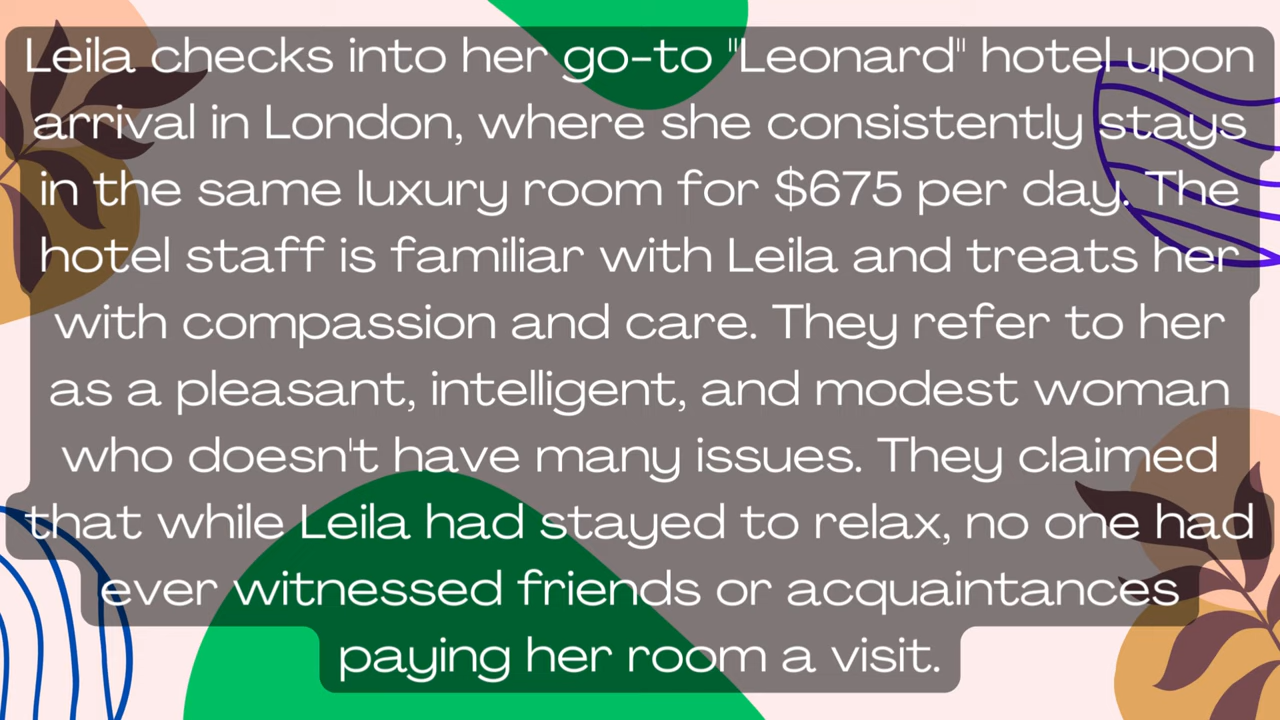 Leila checks into her go-to "Leonard" hotel upon
arrival in London, where she consistently stays
in the same luxury room for $675 per day. The
hotel staff is familiar with Leila and treats her
with compassion and care. They refer to her
as a pleasant, intelligent, and modest woman
who doesn't have many issues. They claimed
that while Leila had stayed to relax, no one had
ever witnessed friends or acquaintances
paying her room a visit.